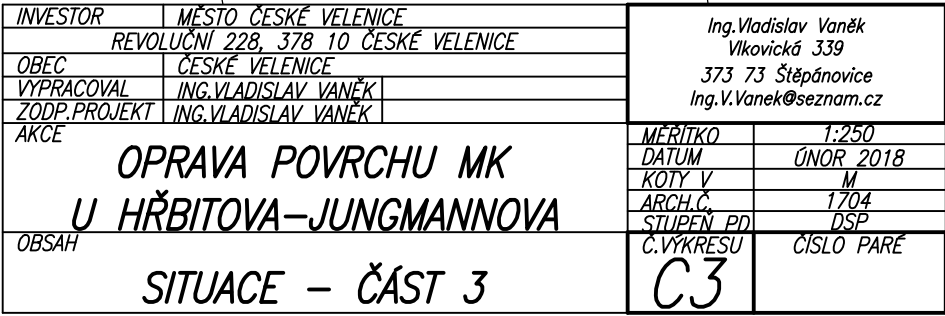 INVESTOR MĚSTO ČESKÉ VELENICE
REVOLUČNÍ 228, 378 10 ČESKÉ VELENICE
OBEC ČESKÉ VELENICE
VYPRACOVAL ING.VLADISLAV VANĚK
ZODP.PROJEKT ING.VLADISLAV VANĚK
Ing.Vladislav Vaněk
Vlkovická 339
373 73 Štěpánovice
Ing.V.Vanek@seznam.cz
AKCE
OPRAVA POVRCHU MK
U HŘBITOVA-JUNGMANNOVA
MĚŘÍTKO 1:250
DATUM ÚNOR 2018
KOTY V M
ARCH.Č. 1704
STUPEŇ PD DSP
OBSAH
SITUACE - ČÁST 3
Č.VÝKRESU
C3
ČÍSLO PARÉ